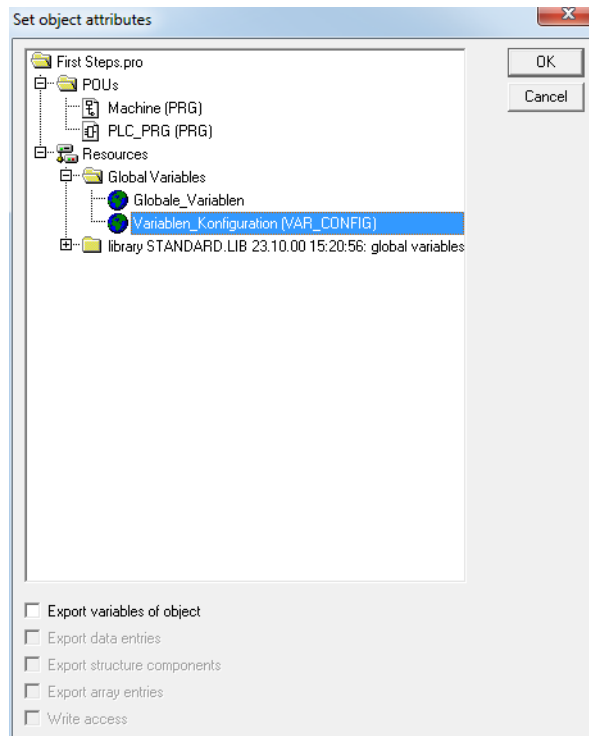 Set object attributes
First Steps.pro
OK
POUs
Cancel
Machine (PRG)
PLC_PRG (PRG)
Resources
Global Variables
Globale_Variablen
Variablen_Konfiguration (VAR_CONFIG)
library STANDARD.LIB 23.10.00 15:20:56: global variables
Export variables of object
Export data entries
Export structure components
Export array entries
Write access